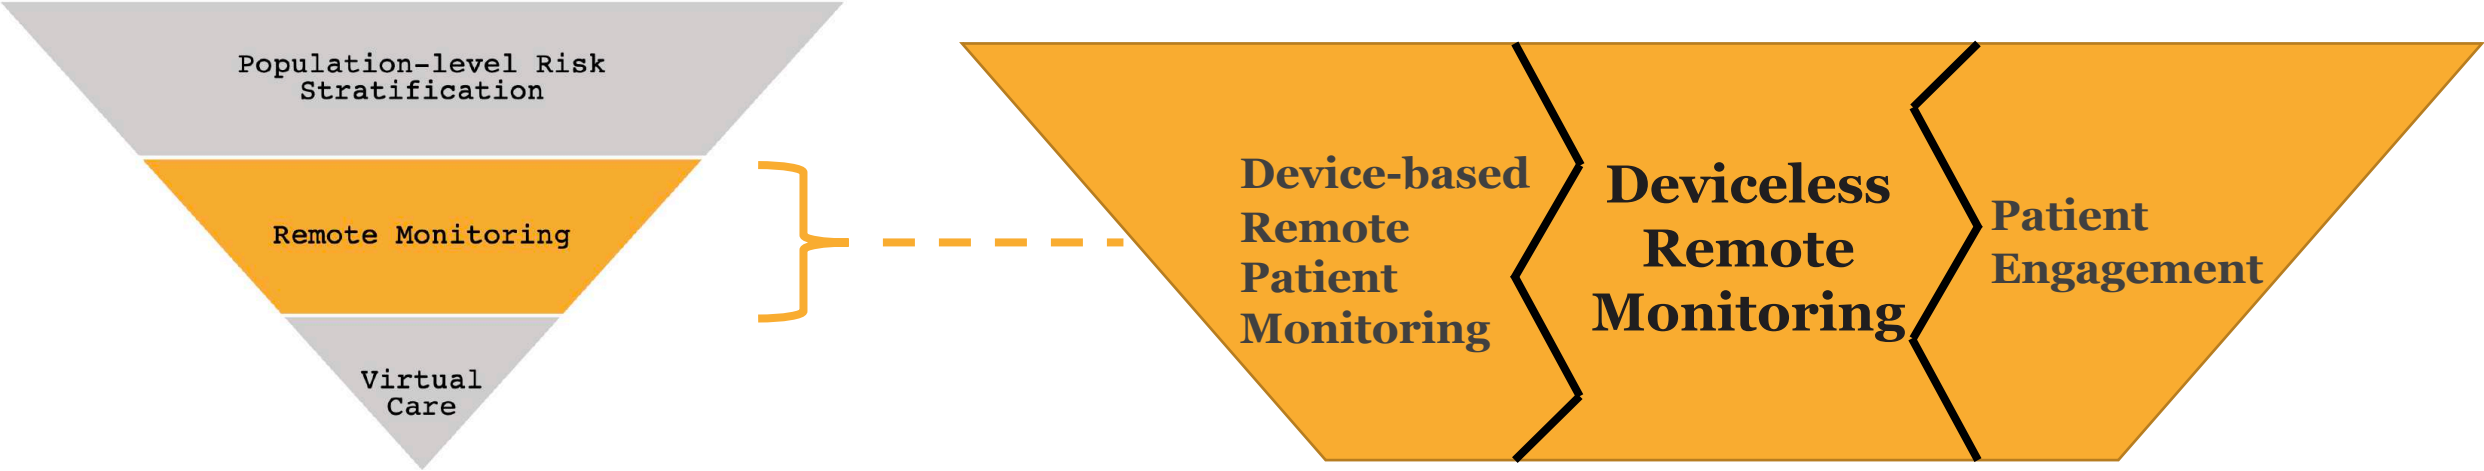 Population-level Risk
Stratification
Remote Monitoring
Virtual
Care
Device-based
Remote
Patient
Monitoring
Deviceless
Remote
Monitoring
Patient
Engagement